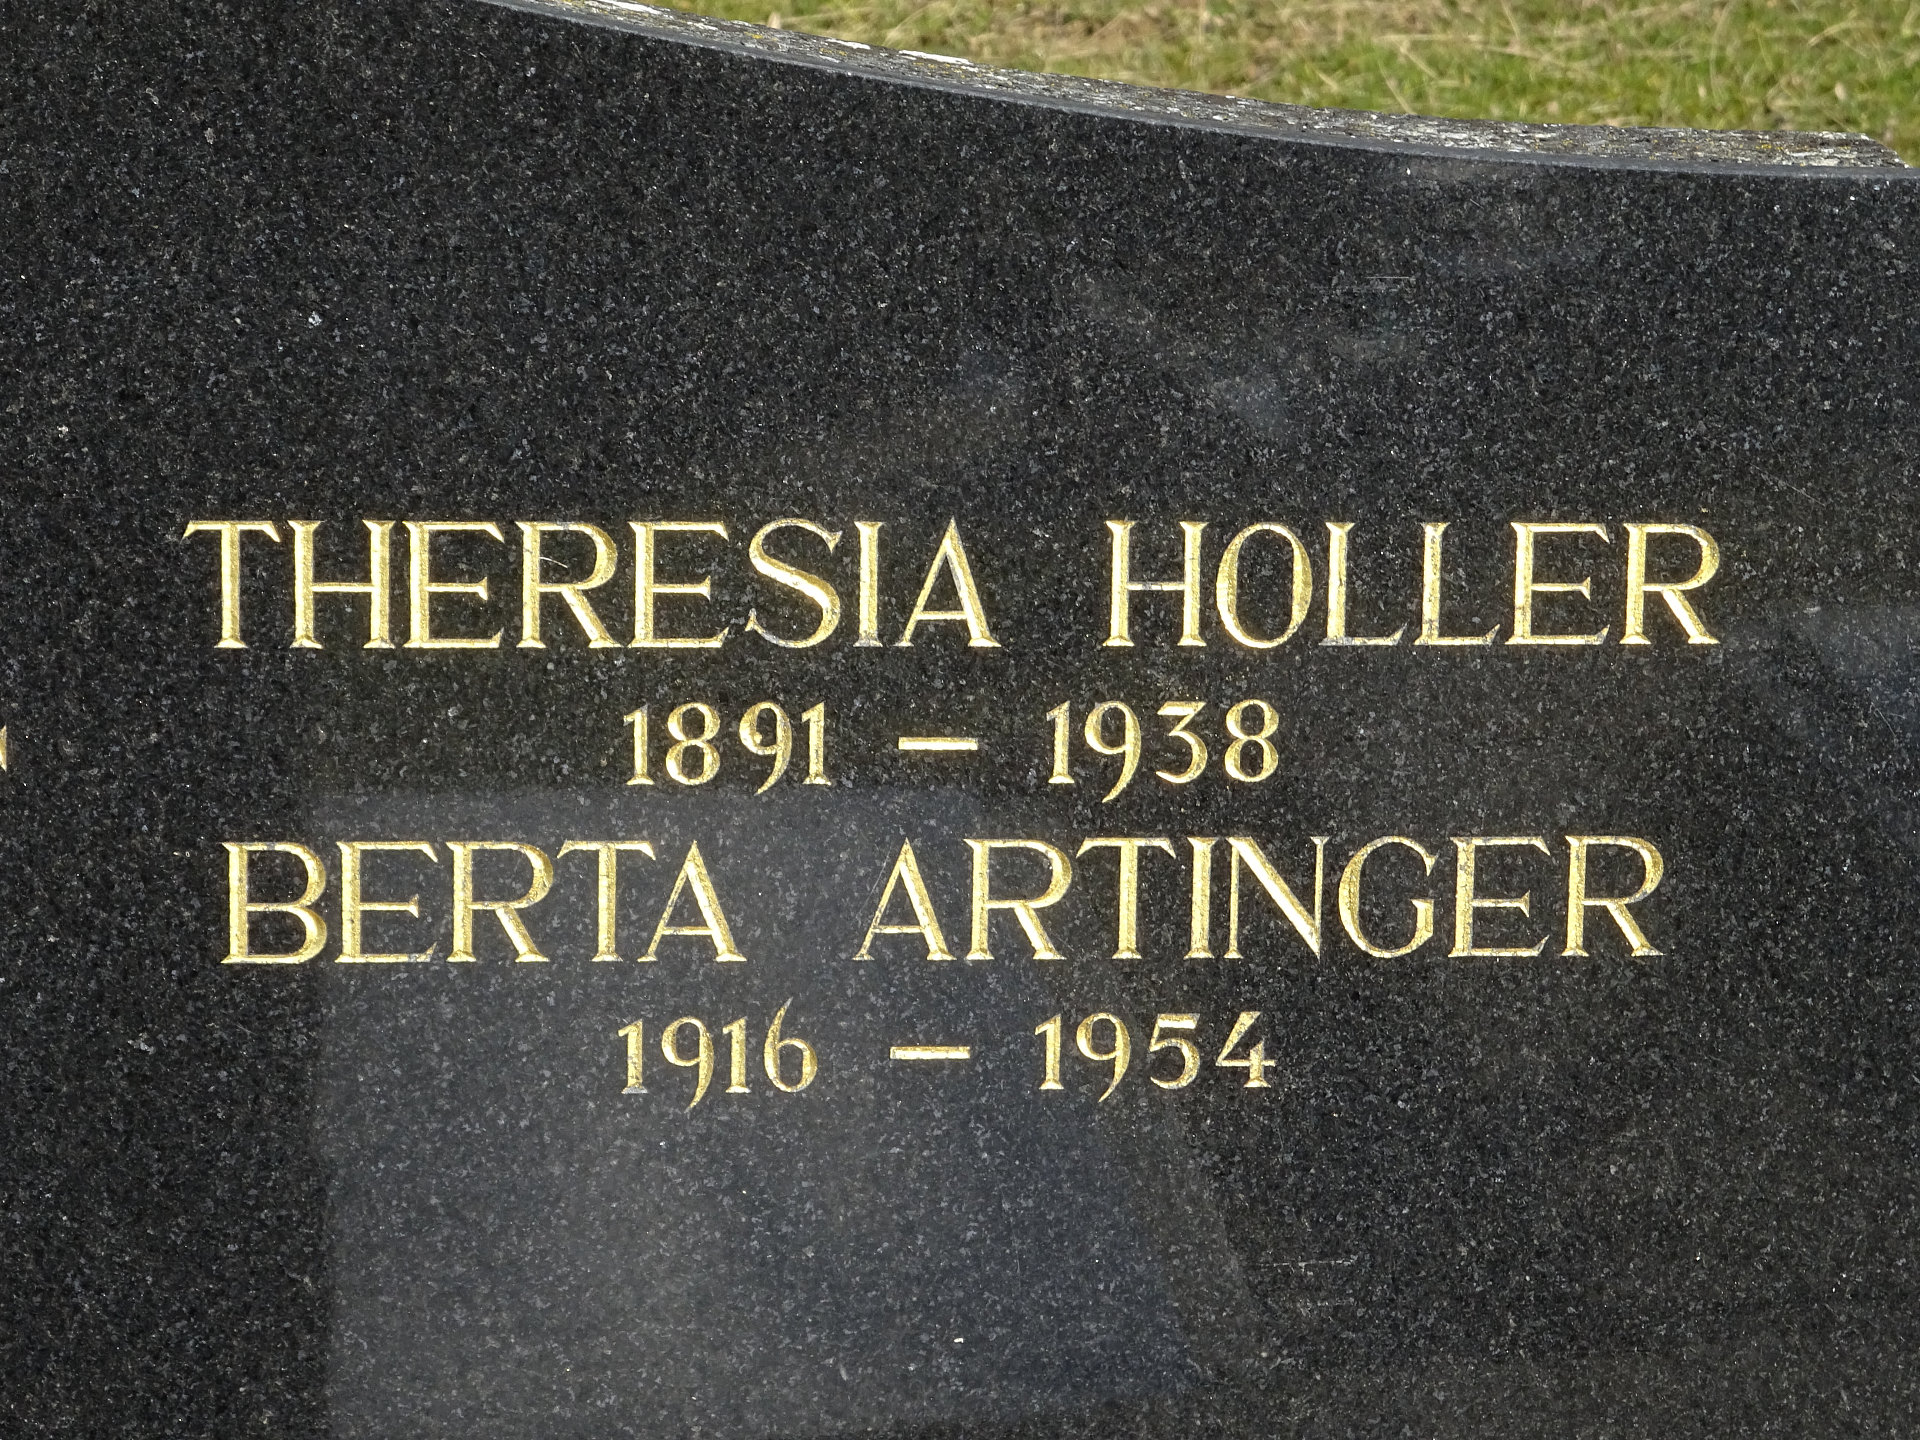 THERESIA HOLLER
1891 – 1938
BERTA ARTINGER
1916 – 1954